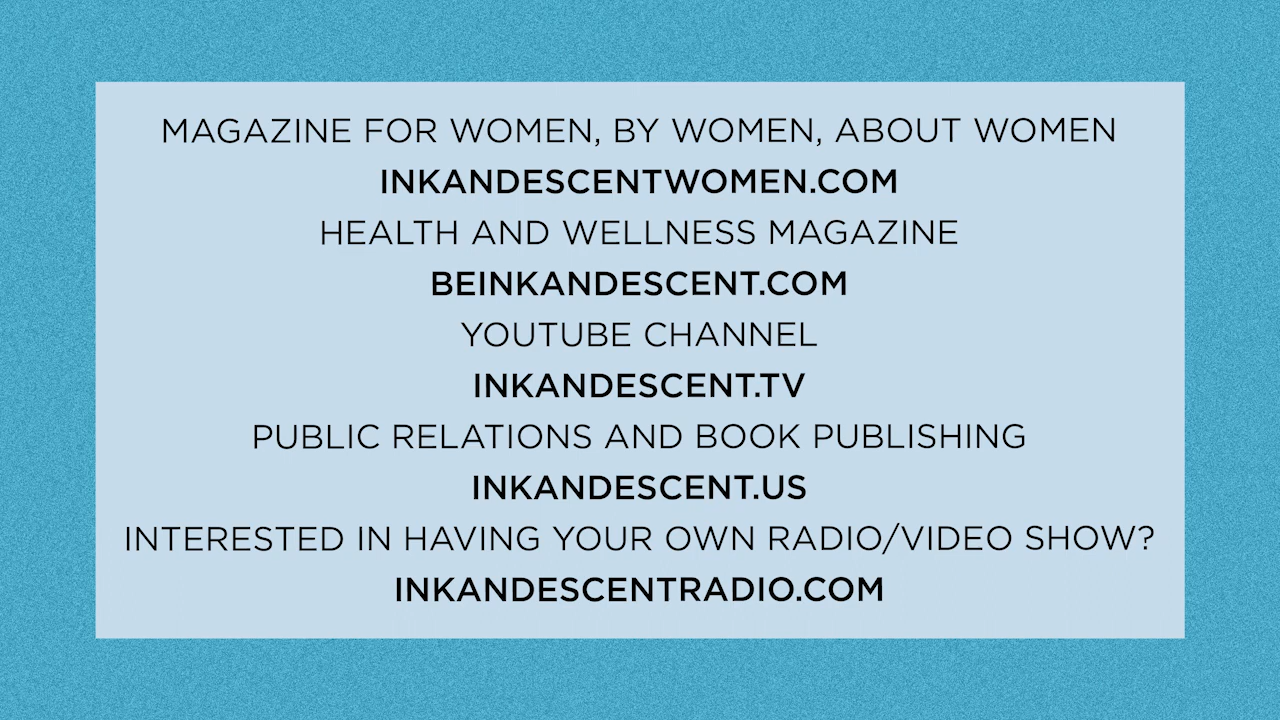 MAGAZINE FOR WOMEN, BY WOMEN, ABOUT WOMEN
INKANDESCENTWOMEN.COM
HEALTH AND WELLNESS MAGAZINE
BEINKANDESCENT.COM
YOUTUBE CHANNEL
INKANDESCENT.TV
PUBLIC RELATIONS AND BOOK PUBLISHING
INKANDESCENT.US
INTERESTED IN HAVING YOUR OWN RADIO/VIDEO SHOW?
INKANDESCENTRADIO.COM